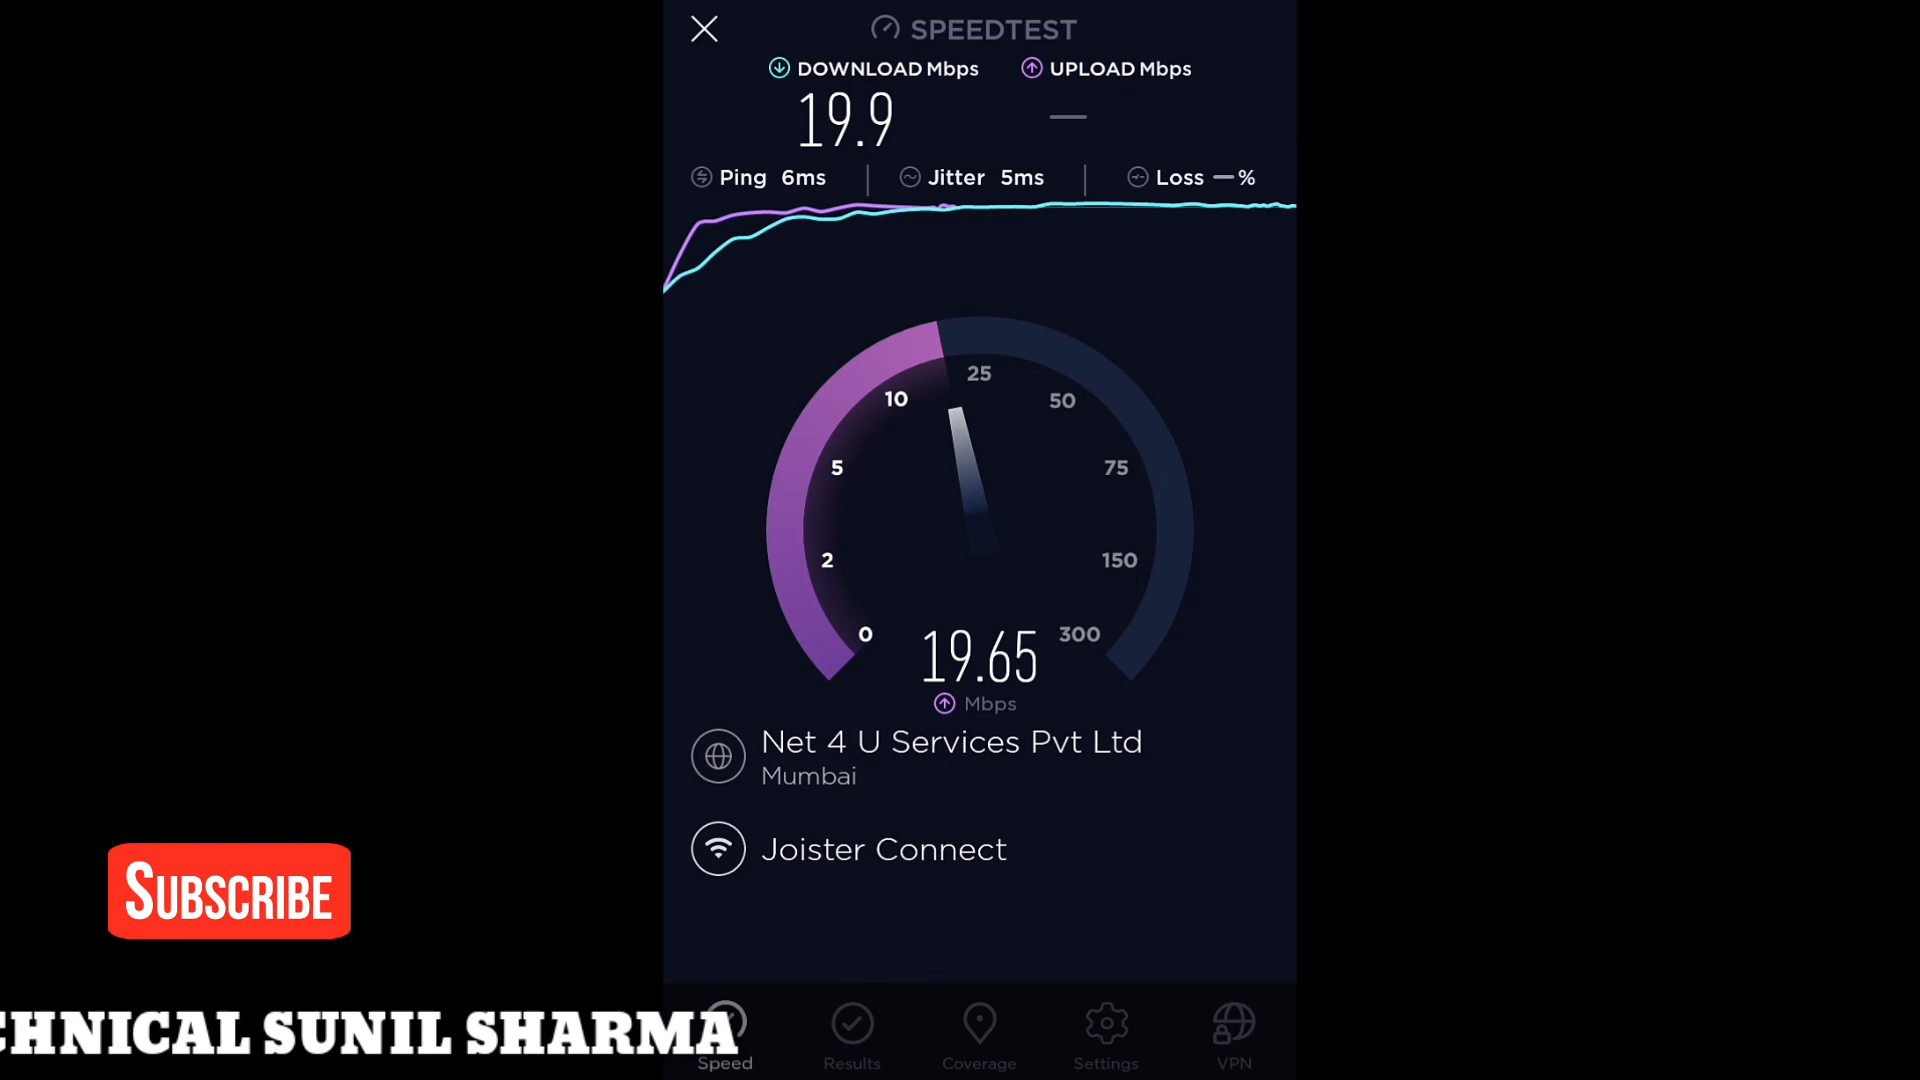 SPEEDTEST
DOWNLOAD Mbps UPLOAD Mbps
19.9 —
Ping 6ms Jitter 5ms Loss — %
25
10 50
5 75
2 150
0 300
19.65
Mbps
Net 4 U Services Pvt Ltd
Mumbai
Joister Connect
SUBSCRIBE
CHNICAL SUNIL SHARMA
Speed Results Coverage Settings VPN